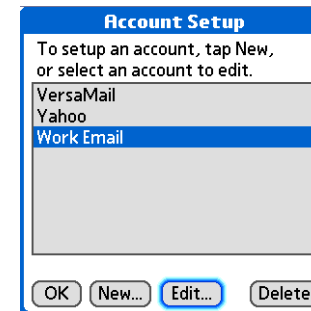 Account Setup
To setup an account, tap New,
or select an account to edit.
VersaMail
Yahoo
Work Email
OK New... Edit... Delete